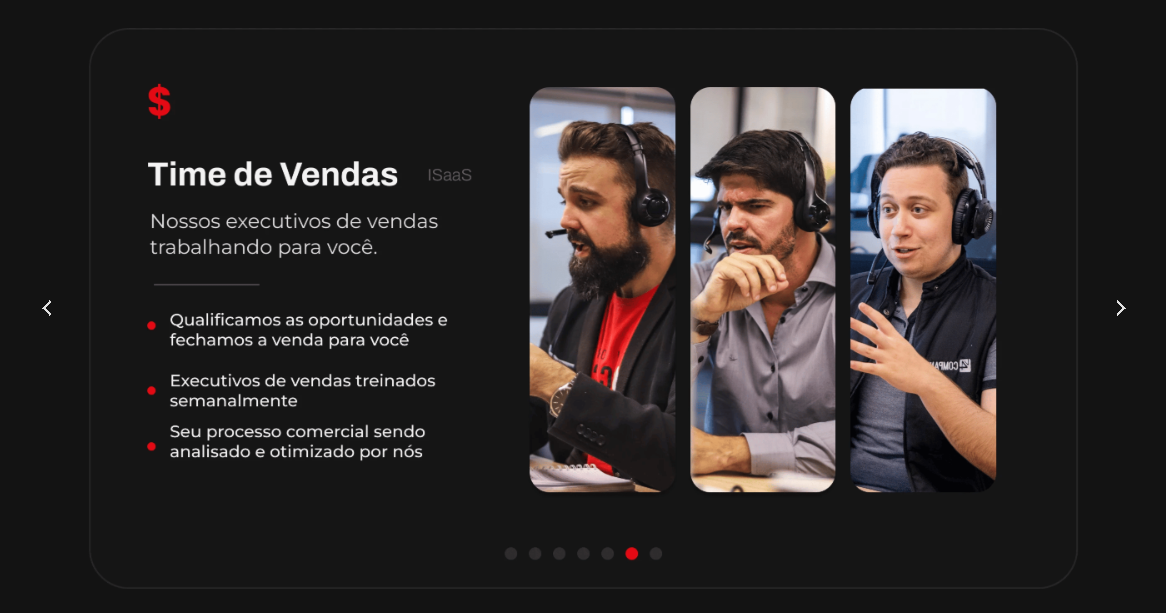 $
Time de Vendas ISaaS
Nossos executivos de vendas
trabalhando para você.
Qualificamos as oportunidades e
fechamos a venda para você
Executivos de vendas treinados
semanalmente
Seu processo comercial sendo
analisado e otimizado por nós